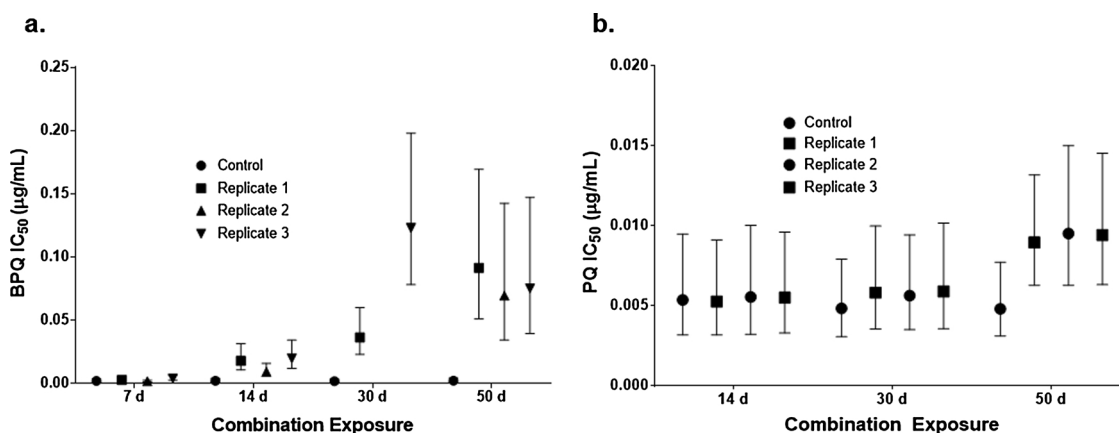 a.
BPQ IC50 (µg/mL)
0.25
0.20
0.15
0.10
0.05
0.00
Control
Replicate 1
Replicate 2
Replicate 3
7 d 14 d 30 d 50 d
Combination Exposure
b.
PQ IC50 (µg/mL)
0.020
0.015
0.010
0.005
0.000
Control
Replicate 1
Replicate 2
Replicate 3
14 d 30 d 50 d
Combination Exposure